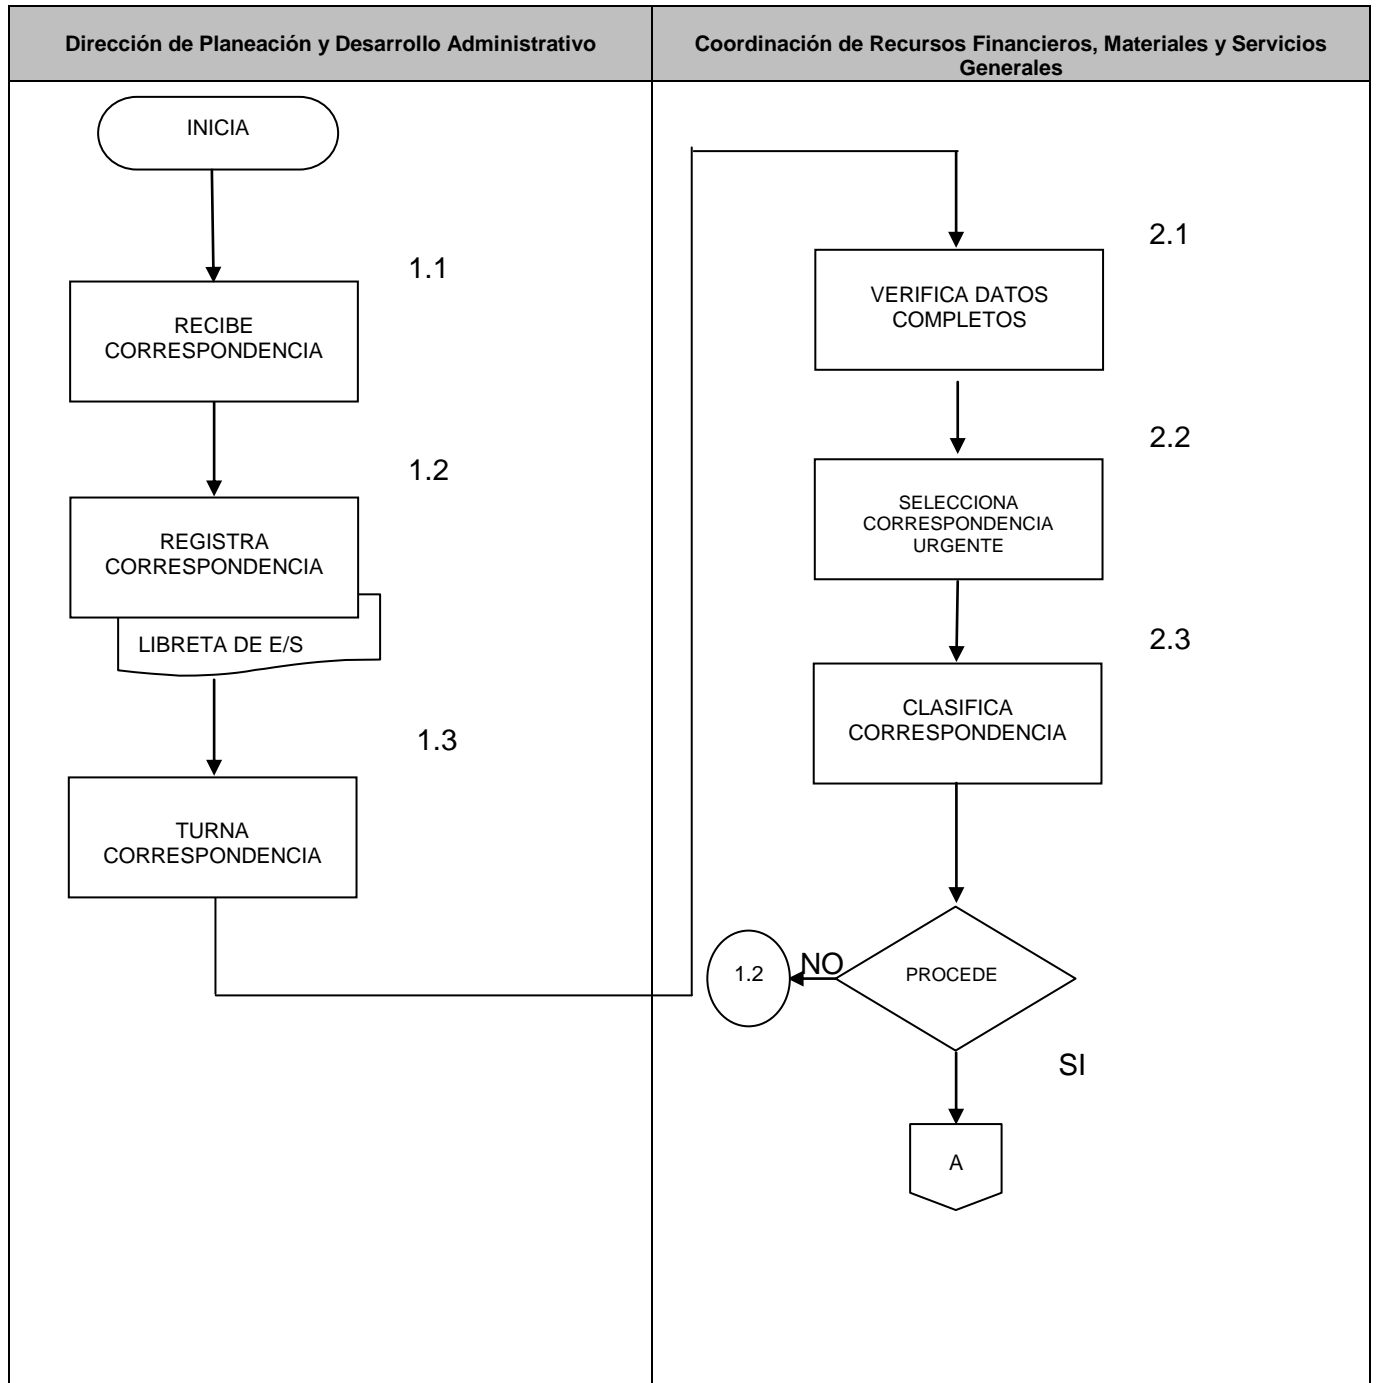 Dirección de Planeación y Desarrollo Administrativo
Coordinación de Recursos Financieros, Materiales y Servicios
Generales
INICIA
1.1
RECIBE
CORRESPONDENCIA
1.2
REGISTRA
CORRESPONDENCIA
LIBRETA DE E/S
1.3
TURNA
CORRESPONDENCIA
2.1
VERIFICA DATOS
COMPLETOS
2.2
SELECCIONA
CORRESPONDENCIA
URGENTE
2.3
CLASIFICA
CORRESPONDENCIA
PROCEDE
NO
1.2
SI
A